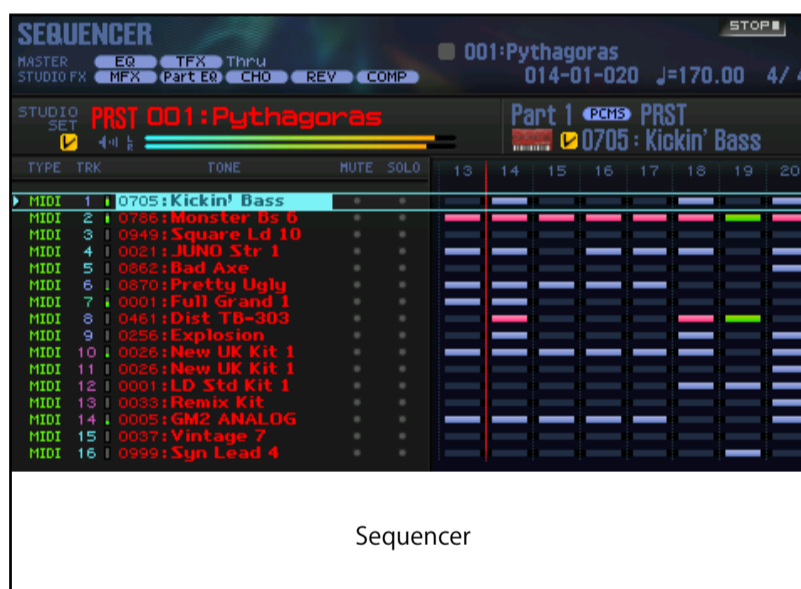 SEQUENCER
STOP
MASTER EQ TFX Thru
STUDIO FX MFX Part EQ CHO REV COMP
001:Pythagoras
014-01-020 ♩=170.00 4/ 4
STUDIO SET PRST 001:Pythagoras
L R
Part 1 PCMS PRST
0705:Kickin' Bass
TYPE TRK TONE MUTE SOLO 13 14 15 16 17 18 19 20
MIDI 1 0705:Kickin' Bass
MIDI 2 0786:Monster Bs 6
MIDI 3 0949:Square Ld 10
MIDI 4 0021:JUNO Str 1
MIDI 5 0862:Bad Axe
MIDI 6 0870:Pretty Ugly
MIDI 7 0001:Full Grand 1
MIDI 8 0461:Dist TB-303
MIDI 9 0256:Explosion
MIDI 10 0026:New UK Kit 1
MIDI 11 0026:New UK Kit 1
MIDI 12 0001:LD Std Kit 1
MIDI 13 0033:Remix Kit
MIDI 14 0005:GM2 ANALOG
MIDI 15 0037:Vintage 7
MIDI 16 0999:Syn Lead 4
Sequencer